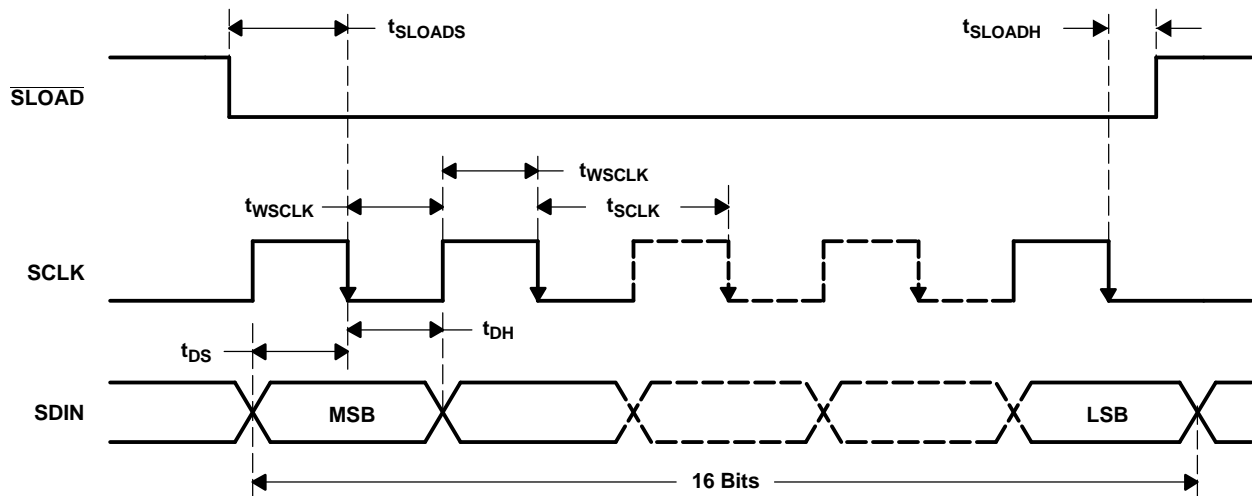 tSLOADS
tSLOADH
SLOAD
tWSCLK
tWSCLK
tSCLK
SCLK
tDS
tDH
SDIN
MSB
LSB
16 Bits